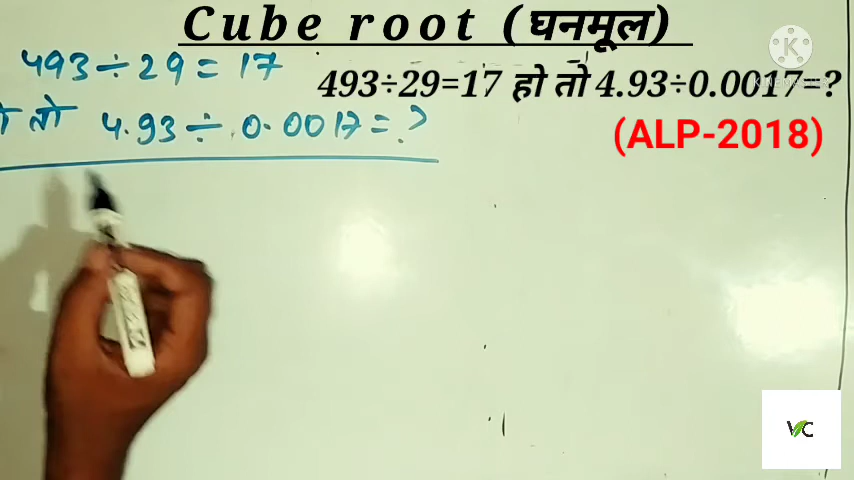 Cube root (घनमूल)
493÷29=17
493÷29=17 हो तो 4.93÷0.0017=?
तो 4.93÷0.0017=?
(ALP-2018)
K
VC